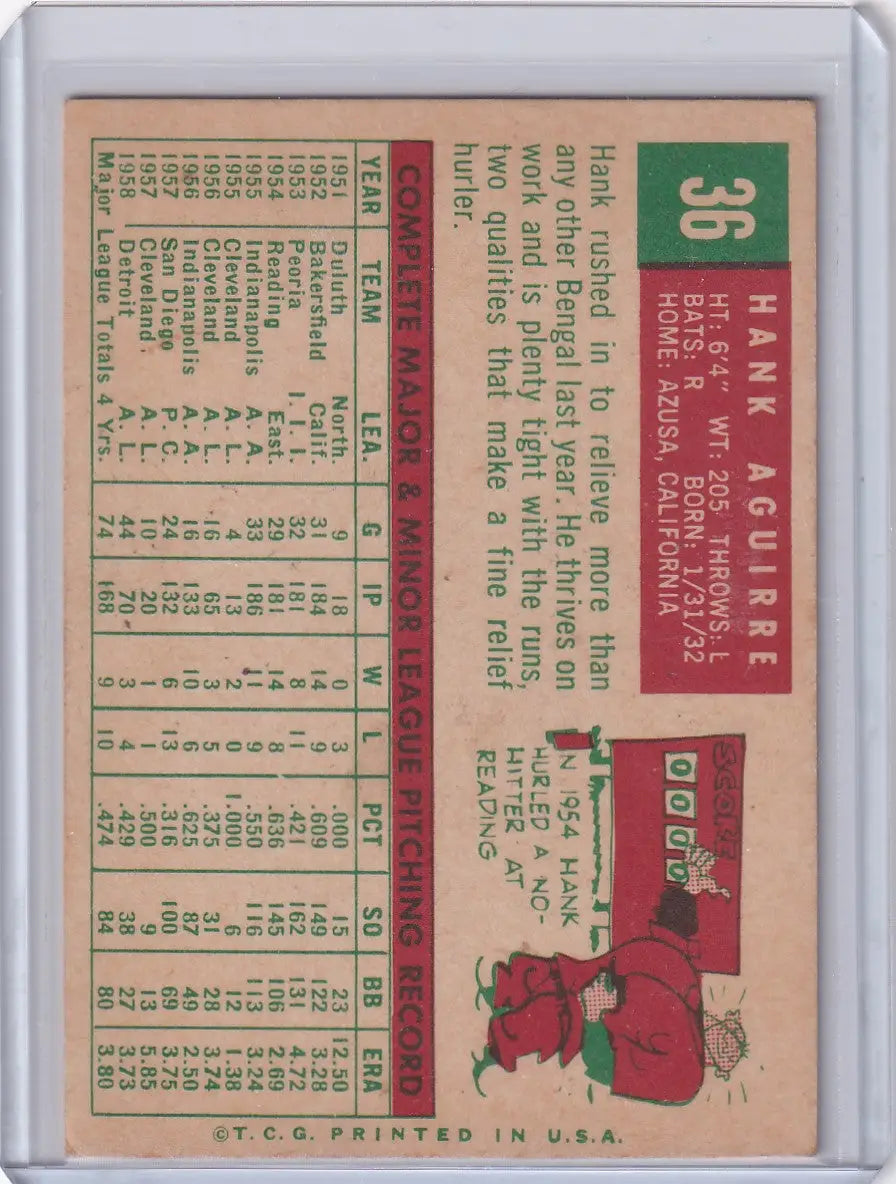 36
HANK AGUIRRE
HT: 6'4" WT: 205 THROWS: L
BATS: R BORN: 1/31/32
HOME: AZUSA, CALIFORNIA
Hank rushed in to relieve more than
any other Bengal last year. He thrives on
work and is plenty tight with the runs,
two qualities that make a fine relief
hurler.
SCORE
0 0 0 0
IN 1954 HANK
HURLED A NO-
HITTER AT
READING
COMPLETE MAJOR & MINOR LEAGUE PITCHING RECORD
YEAR TEAM LEA. G IP W L PCT SO BB ERA
1951 Duluth North. 9 18 0 3 .000 15 23 12.50
1952 Bakersfield Calif. 31 184 14 9 .609 149 122 3.28
1953 Peoria I. I. I. 32 181 8 11 .421 162 131 4.72
1954 Reading East. 29 181 14 8 .636 145 106 2.69
1955 Indianapolis A. A. 33 186 11 9 .550 116 113 3.24
1955 Cleveland A. L. 4 13 2 0 1.000 6 12 1.38
1956 Cleveland A. L. 16 65 3 5 .375 31 28 3.74
1956 Indianapolis A. A. 16 133 10 6 .625 87 49 2.50
1957 San Diego P. C. 24 132 6 13 .316 100 69 3.75
1957 Cleveland A. L. 10 20 1 1 .500 9 13 5.85
1958 Detroit A. L. 44 70 3 4 .429 38 27 3.73
Major League Totals 4 Yrs. 74 168 9 10 .474 84 80 3.80
©T. C. G. PRINTED IN U.S.A.